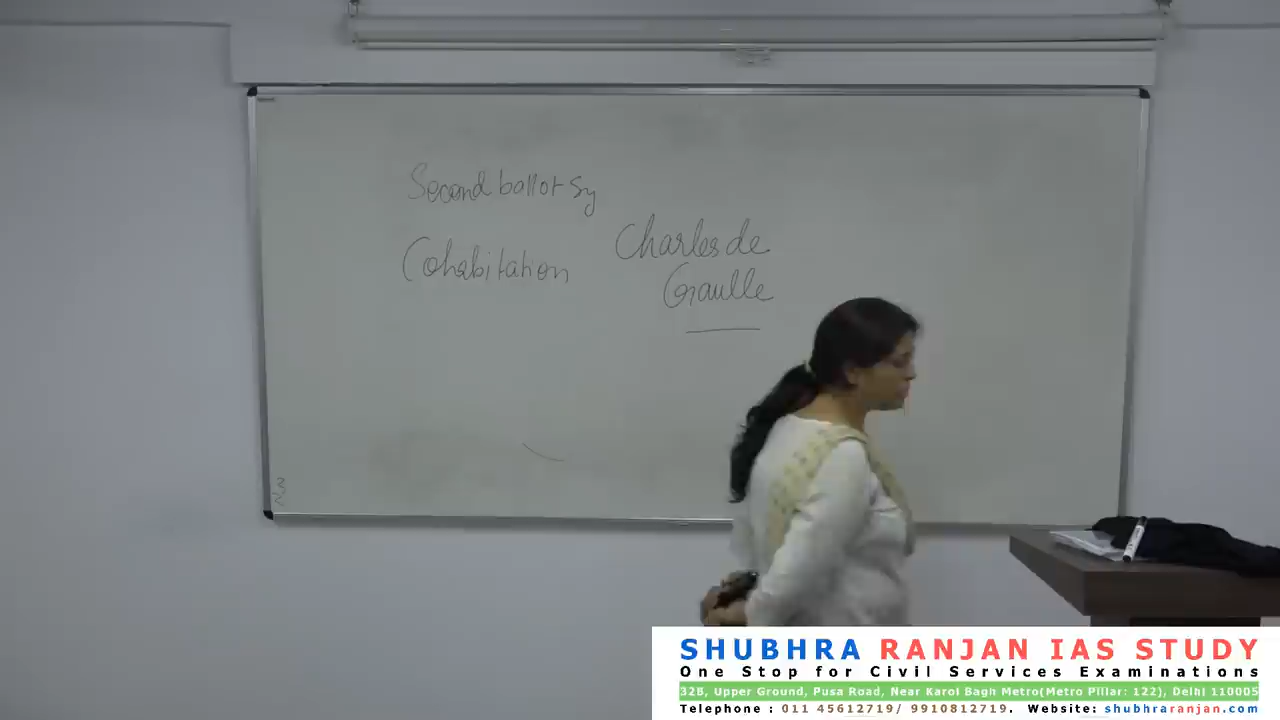 Second ballot Sy
Cohabitation
Charles de
Gaulle
SHUBHRA RANJAN IAS STUDY
One Stop for Civil Services Examinations
32B, Upper Ground, Pusa Road, Near Karol Bagh Metro(Metro Pillar: 122), Delhi 110005
Telephone : 011 45612719/ 9910812719. Website: shubhraranjan.com